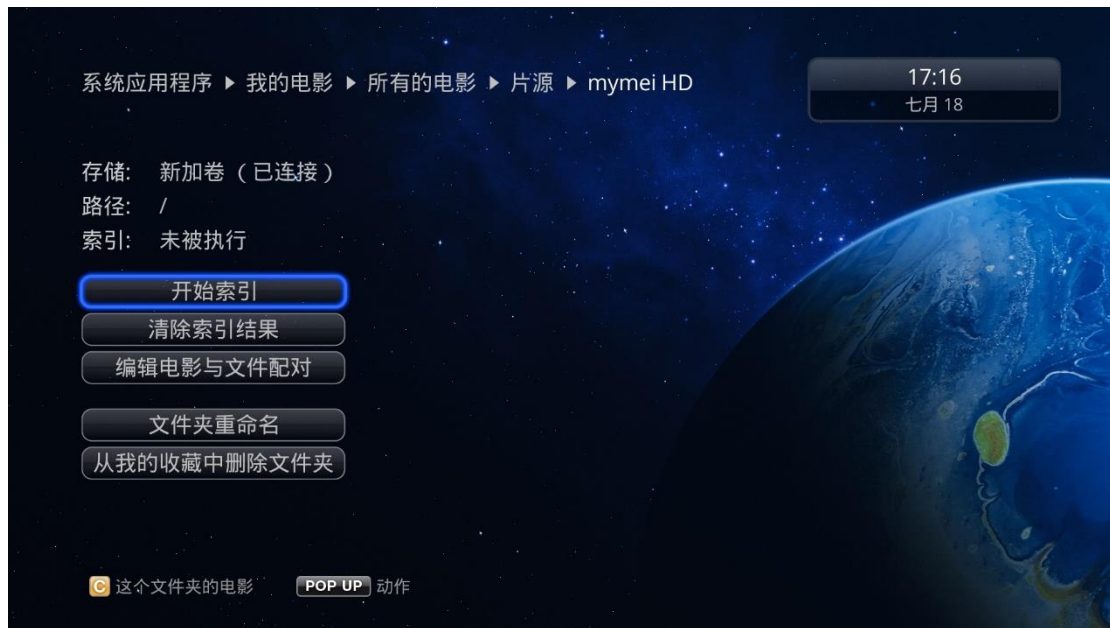 系统应用程序 ▶ 我的电影 ▶ 所有的电影 ▶ 片源 ▶ mymei HD
17:16
七月 18
存储: 新加卷 （已连接）
路径: /
索引: 未被执行
开始索引
清除索引结果
编辑电影与文件配对
文件夹重命名
从我的收藏中删除文件夹
C 这个文件夹的电影 POP UP 动作